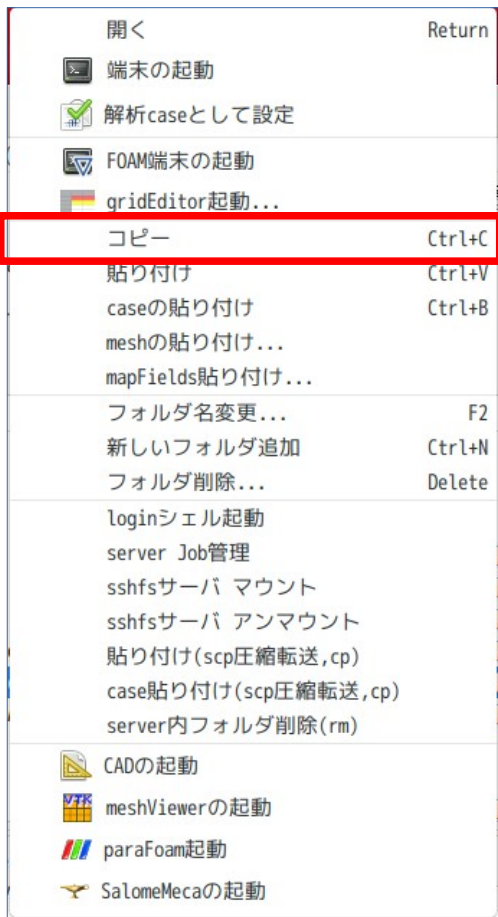 開く Return
端末の起動
解析caseとして設定
FOAM端末の起動
gridEditor起動...
コピー Ctrl+C
貼り付け Ctrl+V
caseの貼り付け Ctrl+B
meshの貼り付け...
mapFields貼り付け...
フォルダ名変更... F2
新しいフォルダ追加 Ctrl+N
フォルダ削除... Delete
loginシェル起動
server Job管理
sshfsサーバ マウント
sshfsサーバ アンマウント
貼り付け(scp圧縮転送,cp)
case貼り付け(scp圧縮転送,cp)
server内フォルダ削除(rm)
CADの起動
VTK meshViewerの起動
paraFoam起動
SalomeMecaの起動